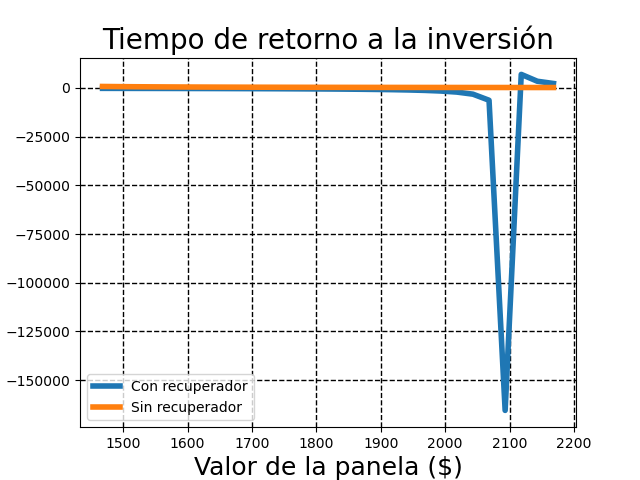 Tiempo de retorno a la inversión
0
−25000
−50000
−75000
−100000
−125000
−150000
Con recuperador
Sin recuperador
1500 1600 1700 1800 1900 2000 2100 2200
Valor de la panela ($)